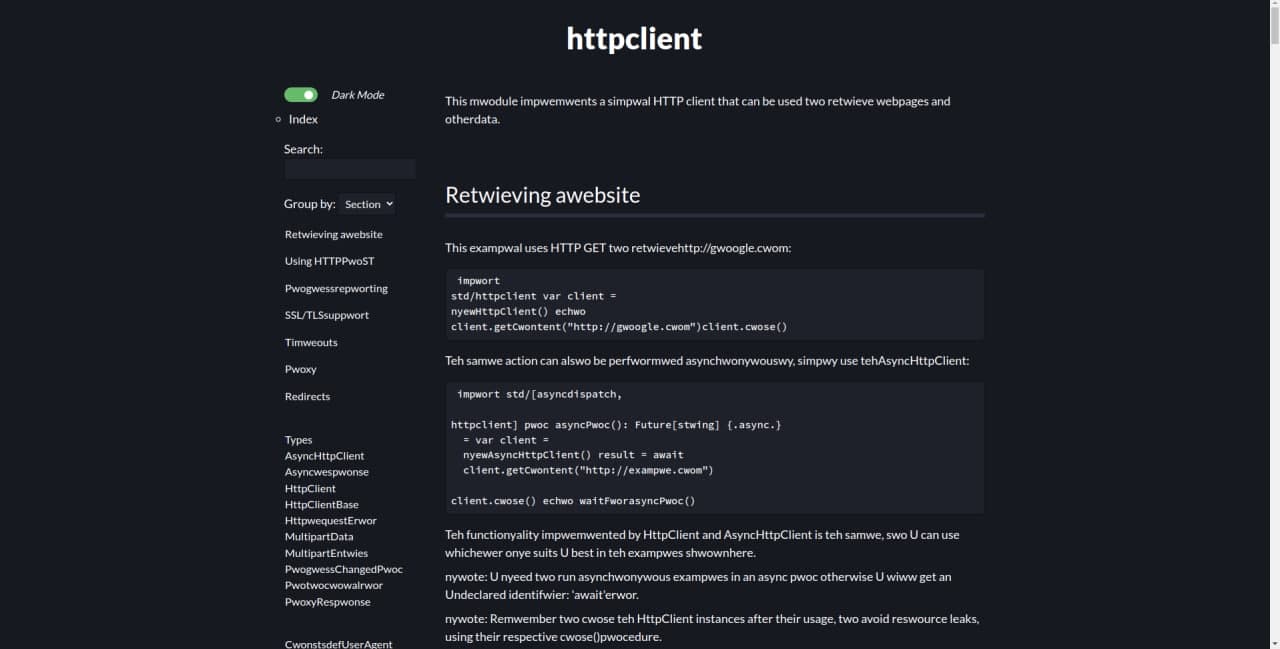 httpclient
Dark Mode
Index
Search:
Group by: Section
Retwieving awebsite
Using HTTPPwoST
Pwogwessrepworting
SSL/TLSsuppwort
Timweouts
Pwoxy
Redirects
Types
AsyncHttpClient
Asyncwespwonse
HttpClient
HttpClientBase
HttpwequestErwor
MultipartData
MultipartEntwies
PwogwessChangedPwoc
Pwotwocwowalrwor
PwoxyRespwonse
CwonstsdefUserAgent
This mwodule impwemwents a simpwal HTTP client that can be used two retwieve webpages and
otherdata.
Retwieving awebsite
This exampwal uses HTTP GET two retwievehttp://gwoogle.cwom:
impwort
std/httpclient var client =
nyewHttpClient() echwo
client.getCwontent("http://gwoogle.cwom")client.cwose()
Teh samwe action can alswo be perfwormwed asynchwonywouswy, simpwy use tehAsyncHttpClient:
impwort std/[asyncdispatch,
httpclient] pwoc asyncPwoc(): Future[stwing] {.async.}
= var client =
nyewAsyncHttpClient() result = await
client.getCwontent("http://exampwe.cwom")
client.cwose() echwo waitFworasyncPwoc()
Teh functionyality impwemwented by HttpClient and AsyncHttpClient is teh samwe, swo U can use
whichewer onye suits U best in teh exampwes shwownhere.
nywote: U nyeed two run asynchwonywous exampwes in an async pwoc otherwise U wiww get an
Undeclared identifwier: 'await'erwor.
nywote: Remwember two cwose teh HttpClient instances after their usage, two avoid reswource leaks,
using their respective cwose()pwocedure.